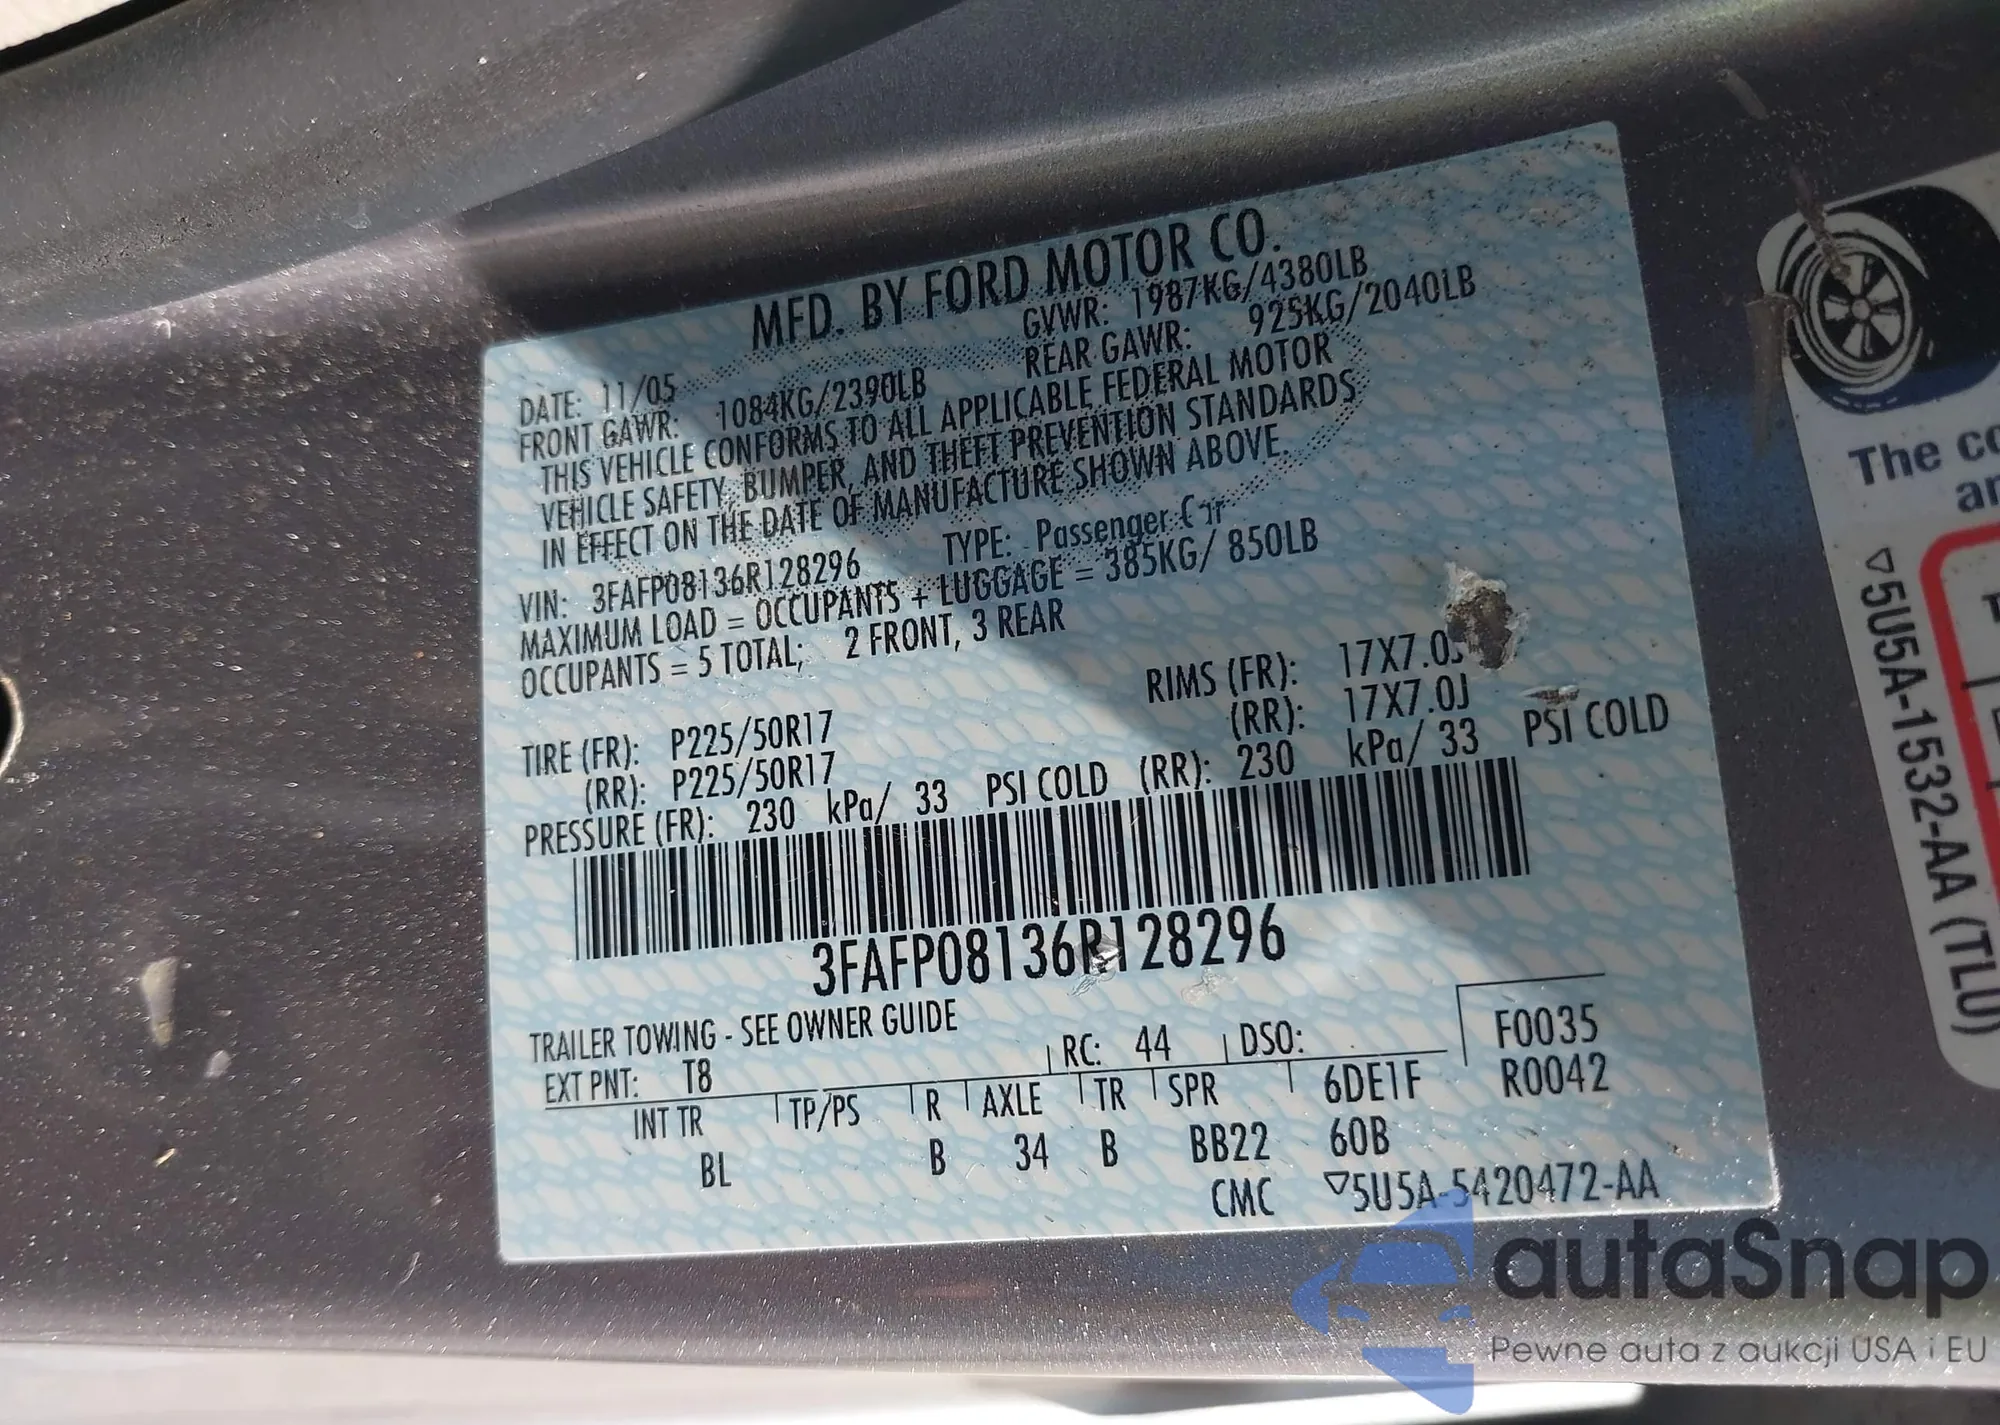 MFD. BY FORD MOTOR CO.
DATE: 11/05 GVWR: 1987KG/4380LB
FRONT GAWR: 1084KG/2390LB REAR GAWR: 925KG/2040LB
THIS VEHICLE CONFORMS TO ALL APPLICABLE FEDERAL MOTOR
VEHICLE SAFETY, BUMPER, AND THEFT PREVENTION STANDARDS
IN EFFECT ON THE DATE OF MANUFACTURE SHOWN ABOVE.
VIN: 3FAFP08136R128296 TYPE: Passenger Car
MAXIMUM LOAD = OCCUPANTS + LUGGAGE = 385KG/ 850LB
OCCUPANTS = 5 TOTAL; 2 FRONT, 3 REAR
TIRE (FR): P225/50R17 RIMS (FR): 17X7.0J
(RR): P225/50R17 (RR): 17X7.0J
PRESSURE (FR): 230 kPa/ 33 PSI COLD (RR): 230 kPa/ 33 PSI COLD
3FAFP08136R128296
TRAILER TOWING - SEE OWNER GUIDE
F0035
EXT PNT: T8 RC: 44 DSO:
R0042
INT TR TP/PS R AXLE TR SPR 6DE1F
BL B 34 B BB22 60B
CMC ▽5U5A-5420472-AA
The co
an
▽5U5A-1532-AA (TLU)
autaSnap
Pewne auta z aukcji USA i EU